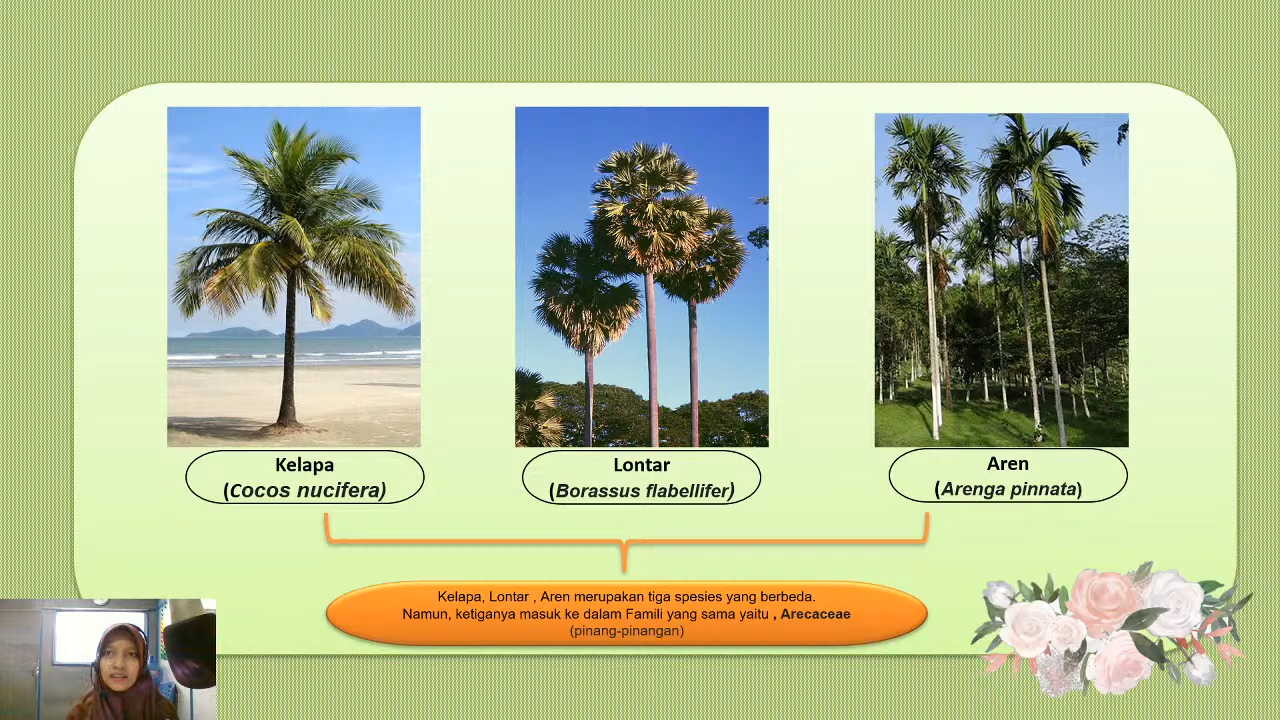 Kelapa
(Cocos nucifera)
Lontar
(Borassus flabellifer)
Aren
(Arenga pinnata)
Kelapa, Lontar , Aren merupakan tiga spesies yang berbeda.
Namun, ketiganya masuk ke dalam Famili yang sama yaitu , Arecaceae
(pinang-pinangan)